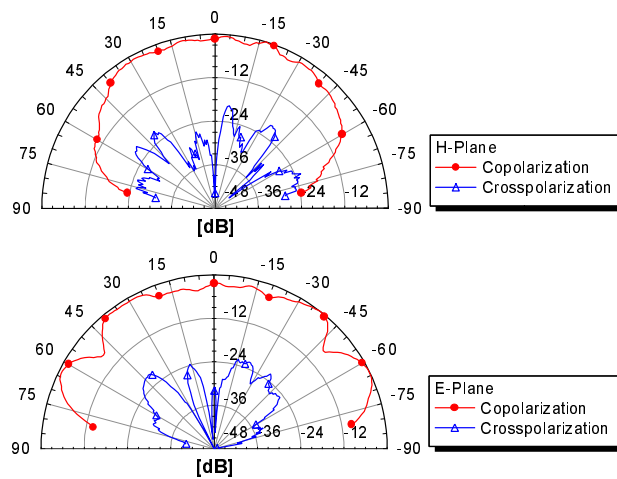 0
15 -15
30 -30
45 -45
60 -60
75 -75
90 -90
-12
-24
-36
-48 -36 -24 -12
[dB]
H-Plane
Copolarization
Crosspolarization
0
15 -15
30 -30
45 -45
60 -60
75 -75
90 -90
-12
-24
-36
-48 -36 -24 -12
[dB]
E-Plane
Copolarization
Crosspolarization